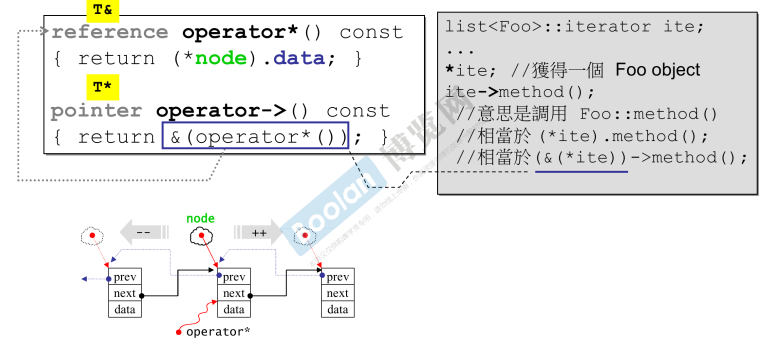 T&
reference operator*() const
{ return (*node).data; }
T*
pointer operator->() const
{ return &(operator*()); }
list<Foo>::iterator ite;
...
*ite; //獲得一個 Foo object
ite->method();
//意思是調用 Foo::method()
//相當於 (*ite).method();
//相當於 (&(*ite))->method();
Boolan 博览网
node
--
++
prev
next
data
prev
next
data
prev
next
data
operator*